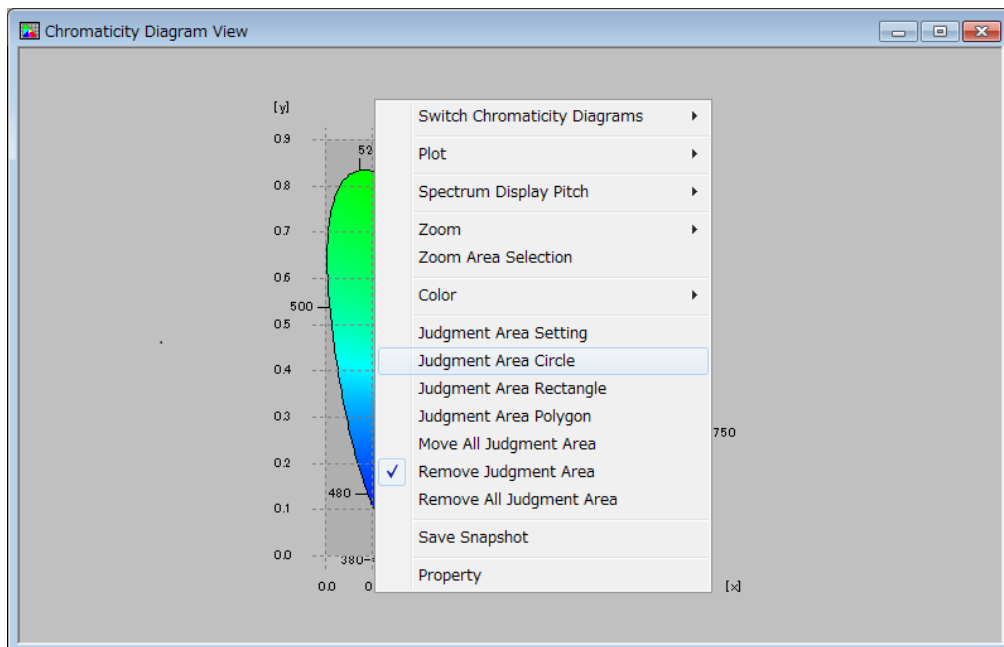 Chromaticity Diagram View
[y]
0.9
52
0.8
0.7
0.6
500
0.5
0.4
0.3
0.2
480
0.1
0.0
380
0.0
0
Switch Chromaticity Diagrams
Plot
Spectrum Display Pitch
Zoom
Zoom Area Selection
Color
Judgment Area Setting
Judgment Area Circle
Judgment Area Rectangle
Judgment Area Polygon
Move All Judgment Area
Remove Judgment Area
Remove All Judgment Area
Save Snapshot
Property
750
[x]